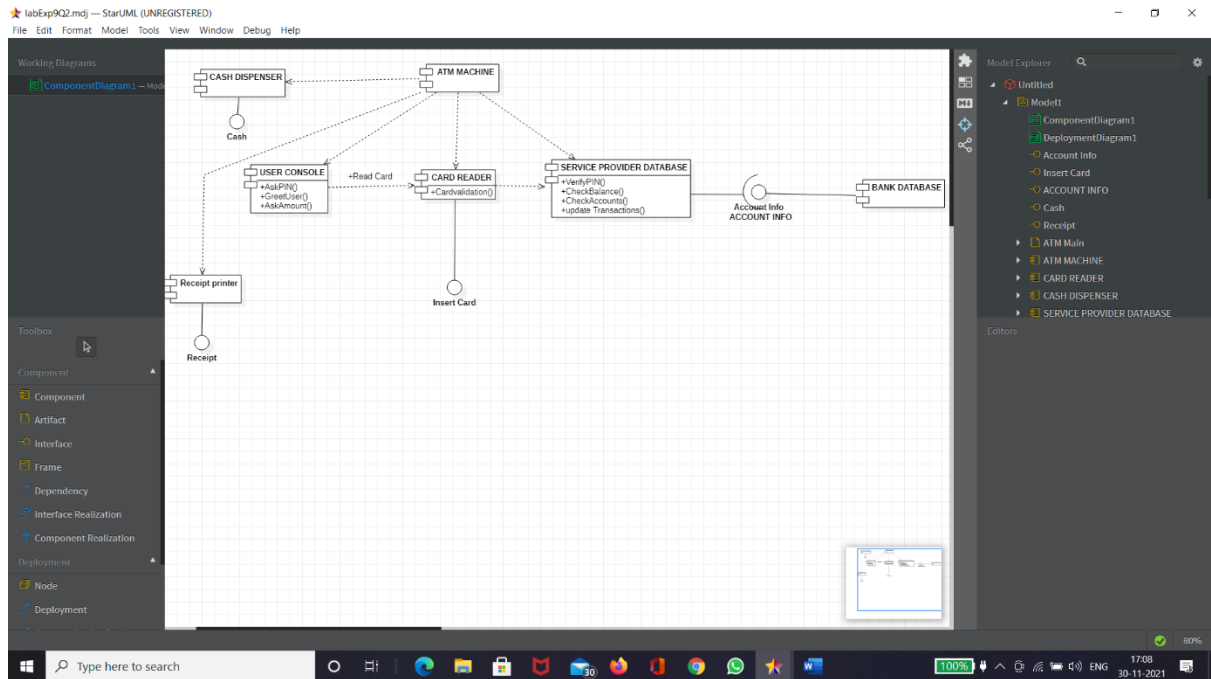 labExp9Q2.mdj — StarUML (UNREGISTERED)
File Edit Format Model Tools View Window Debug Help
Working Diagrams
ComponentDiagram1 — Mode
CASH DISPENSER
ATM MACHINE
Cash
USER CONSOLE
+AskPIN()
+GreetUser()
+AskAmount()
+Read Card
CARD READER
+Cardvalidation()
SERVICE PROVIDER DATABASE
+VerifyPIN()
+CheckBalance()
+CheckAccounts()
+update Transactions()
Account Info
ACCOUNT INFO
BANK DATABASE
Receipt printer
Insert Card
Receipt
Toolbox
Component
Component
Artifact
Interface
Frame
Dependency
Interface Realization
Component Realization
Deployment
Node
Deployment
Model Explorer
Untitled
Model1
ComponentDiagram1
DeploymentDiagram1
Account Info
Insert Card
ACCOUNT INFO
Cash
Receipt
ATM Main
ATM MACHINE
CARD READER
CASH DISPENSER
SERVICE PROVIDER DATABASE
Editors
80%
Type here to search
30
100%
ENG
17:08
30-11-2021